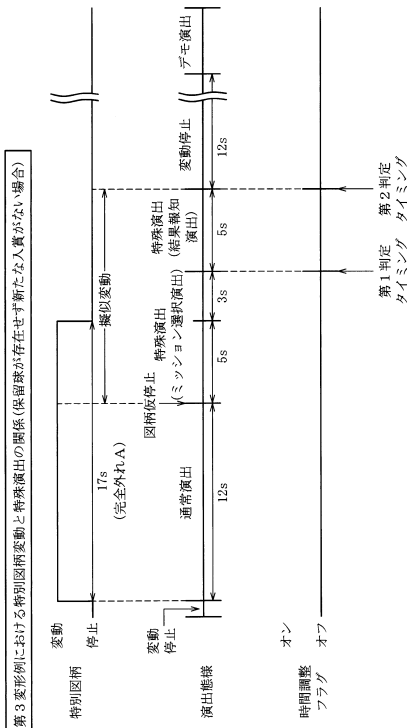 第3変形例における特別図柄変動と特殊演出の関係(保留球が存在せず新たな入賞がない場合)
変動
特別図柄
停止
17s
(完全外れA)
擬似変動
図柄仮停止
変動
停止
演出態様
通常演出
12s
特殊演出
(ミッション選択演出)
5s
3s
特殊演出
(結果報知
演出)
5s
変動停止
12s
デモ演出
オン
時間調整
フラグ
オフ
第1判定
タイミング
第2判定
タイミング